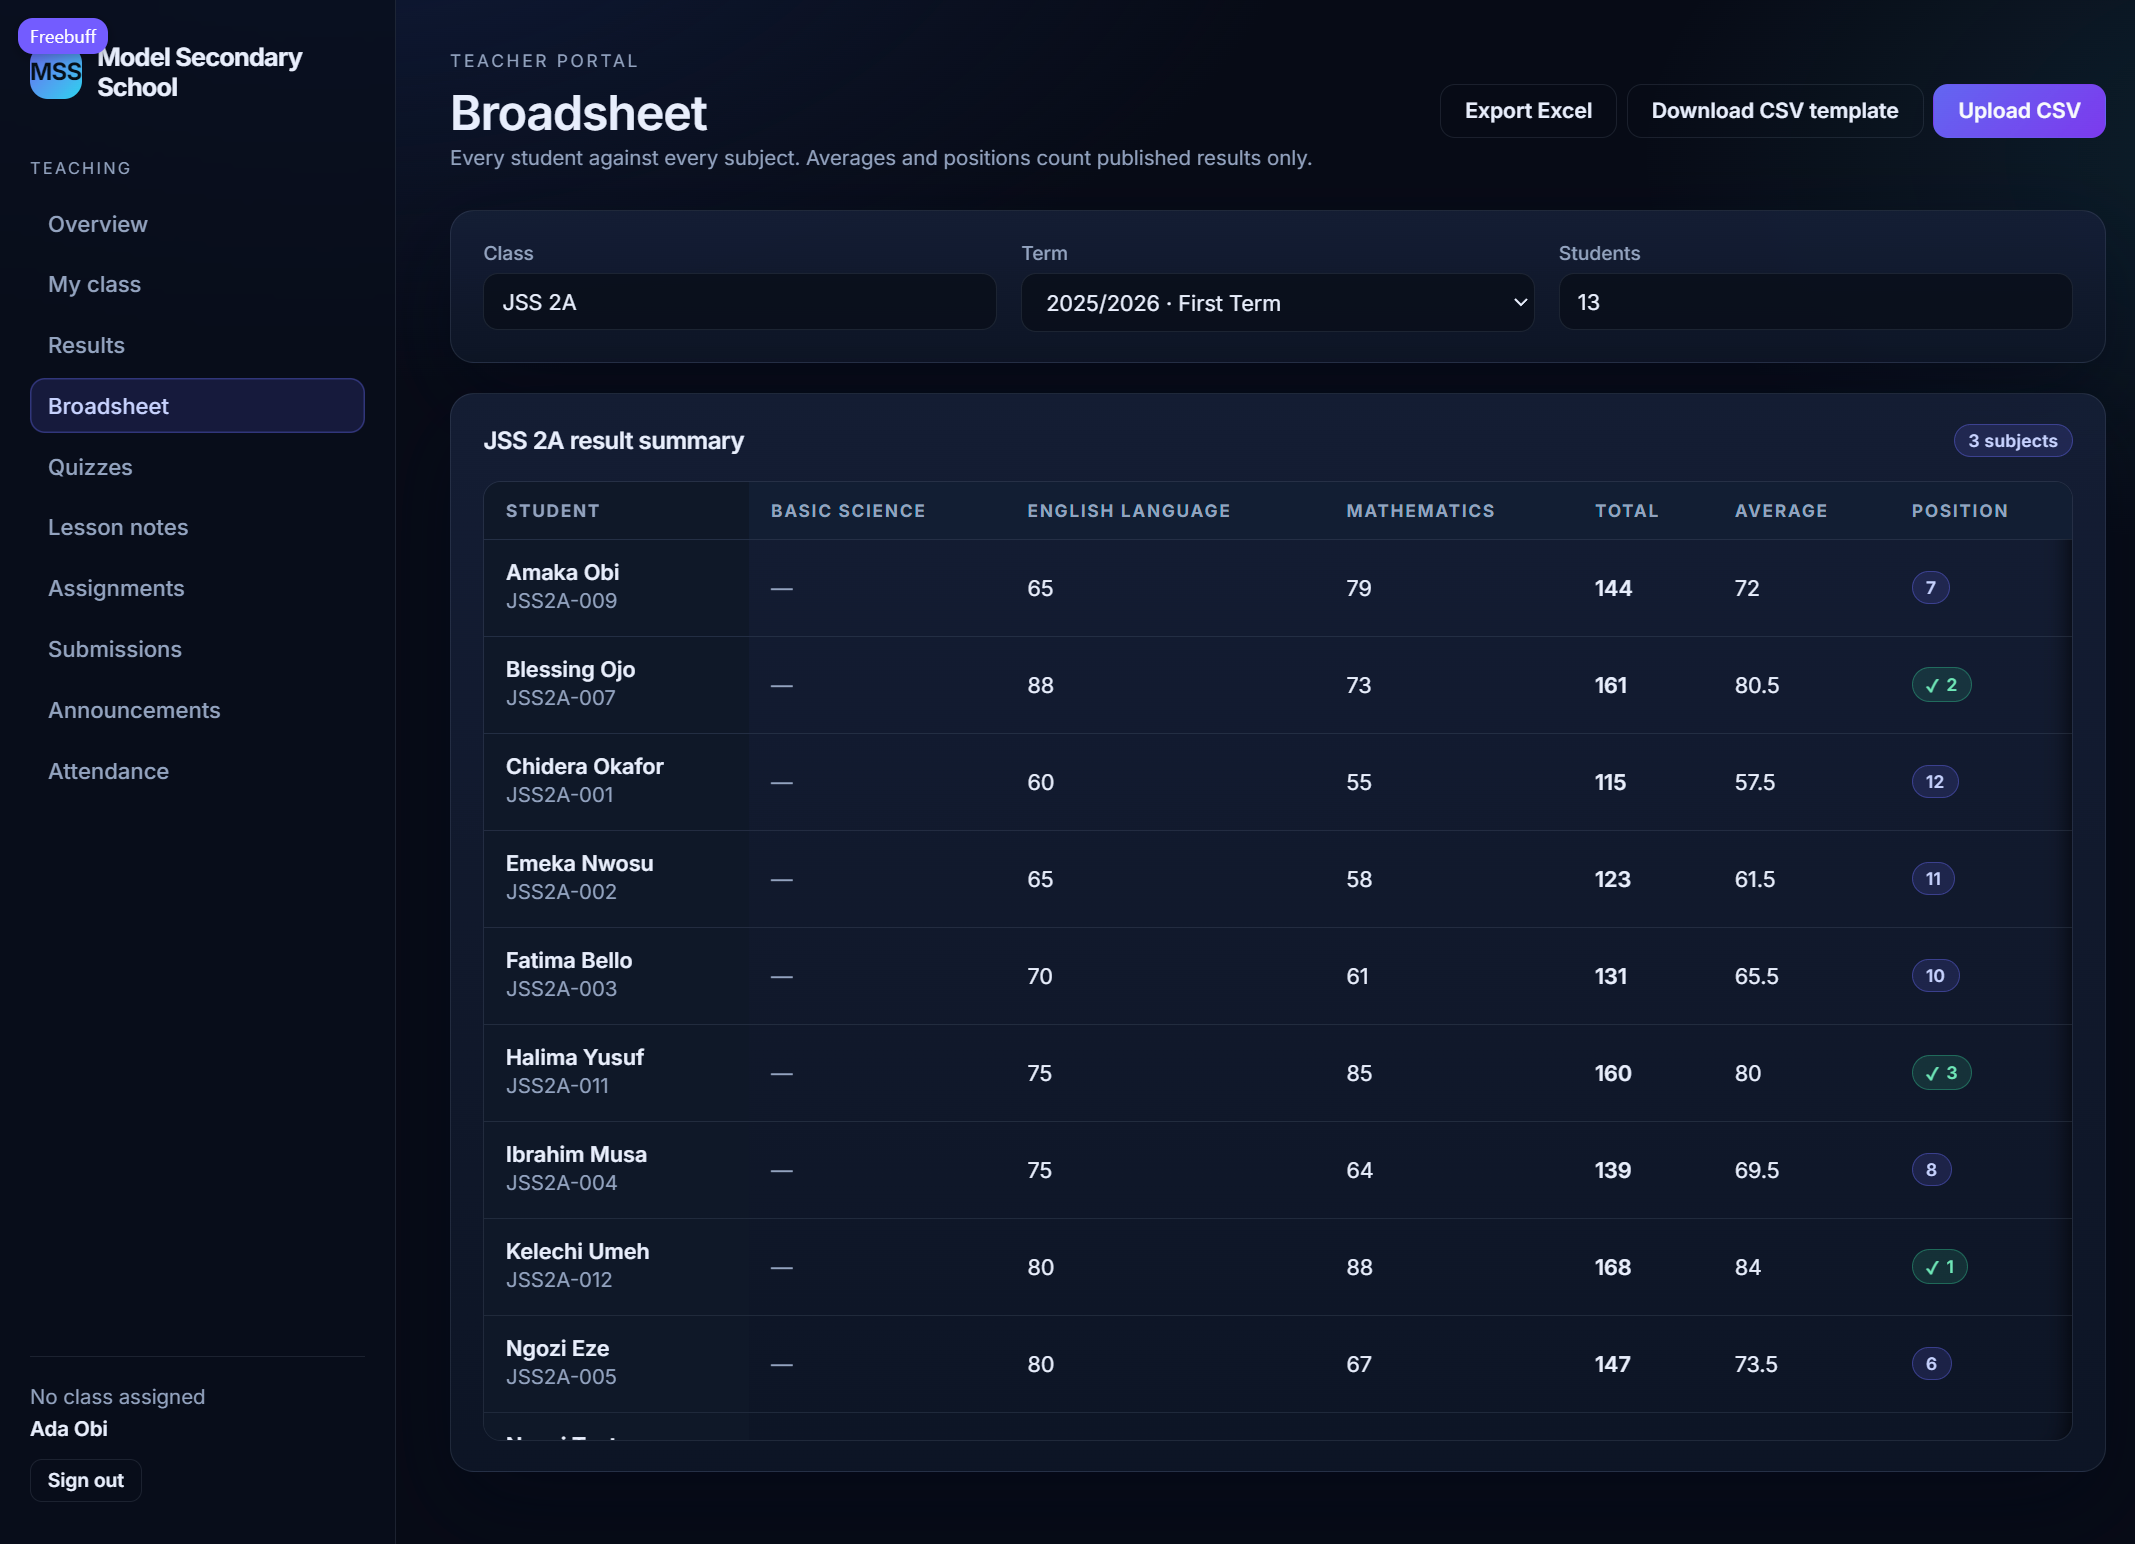 Freebuff
MSS
Model Secondary
School
TEACHING
Overview
My class
Results
Broadsheet
Quizzes
Lesson notes
Assignments
Submissions
Announcements
Attendance
No class assigned
Ada Obi
Sign out
TEACHER PORTAL
Broadsheet
Every student against every subject. Averages and positions count published results only.
Export Excel
Download CSV template
Upload CSV
Class
JSS 2A
Term
2025/2026 · First Term
Students
13
JSS 2A result summary
3 subjects
STUDENT BASIC SCIENCE ENGLISH LANGUAGE MATHEMATICS TOTAL AVERAGE POSITION
Amaka Obi
JSS2A-009
— 65 79 144 72 7
Blessing Ojo
JSS2A-007
— 88 73 161 80.5 ✓ 2
Chidera Okafor
JSS2A-001
— 60 55 115 57.5 12
Emeka Nwosu
JSS2A-002
— 65 58 123 61.5 11
Fatima Bello
JSS2A-003
— 70 61 131 65.5 10
Halima Yusuf
JSS2A-011
— 75 85 160 80 ✓ 3
Ibrahim Musa
JSS2A-004
— 75 64 139 69.5 8
Kelechi Umeh
JSS2A-012
— 80 88 168 84 ✓ 1
Ngozi Eze
JSS2A-005
— 80 67 147 73.5 6